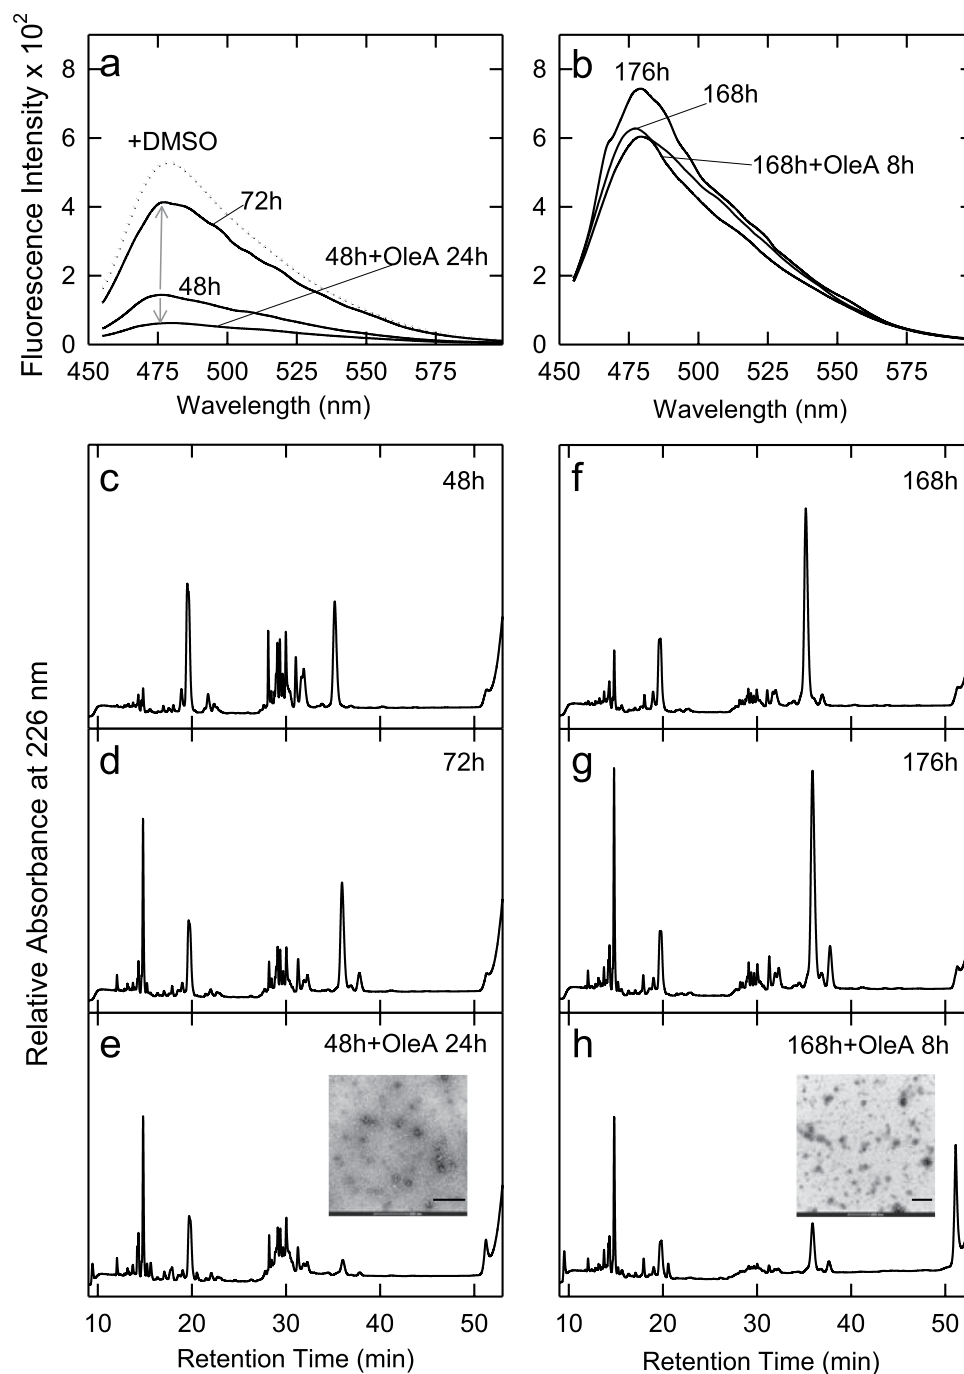 Fluorescence Intensity x 10²
a
8
6
4
2
0
+DMSO
72h
48h+OleA 24h
48h
450 475 500 525 550 575
Wavelength (nm)
b
8
6
4
2
0
176h
168h
168h+OleA 8h
450 475 500 525 550 575
Wavelength (nm)
Relative Absorbance at 226 nm
c 48h
d 72h
e 48h+OleA 24h
10 20 30 40 50
Retention Time (min)
f 168h
g 176h
h 168h+OleA 8h
10 20 30 40 50
Retention Time (min)